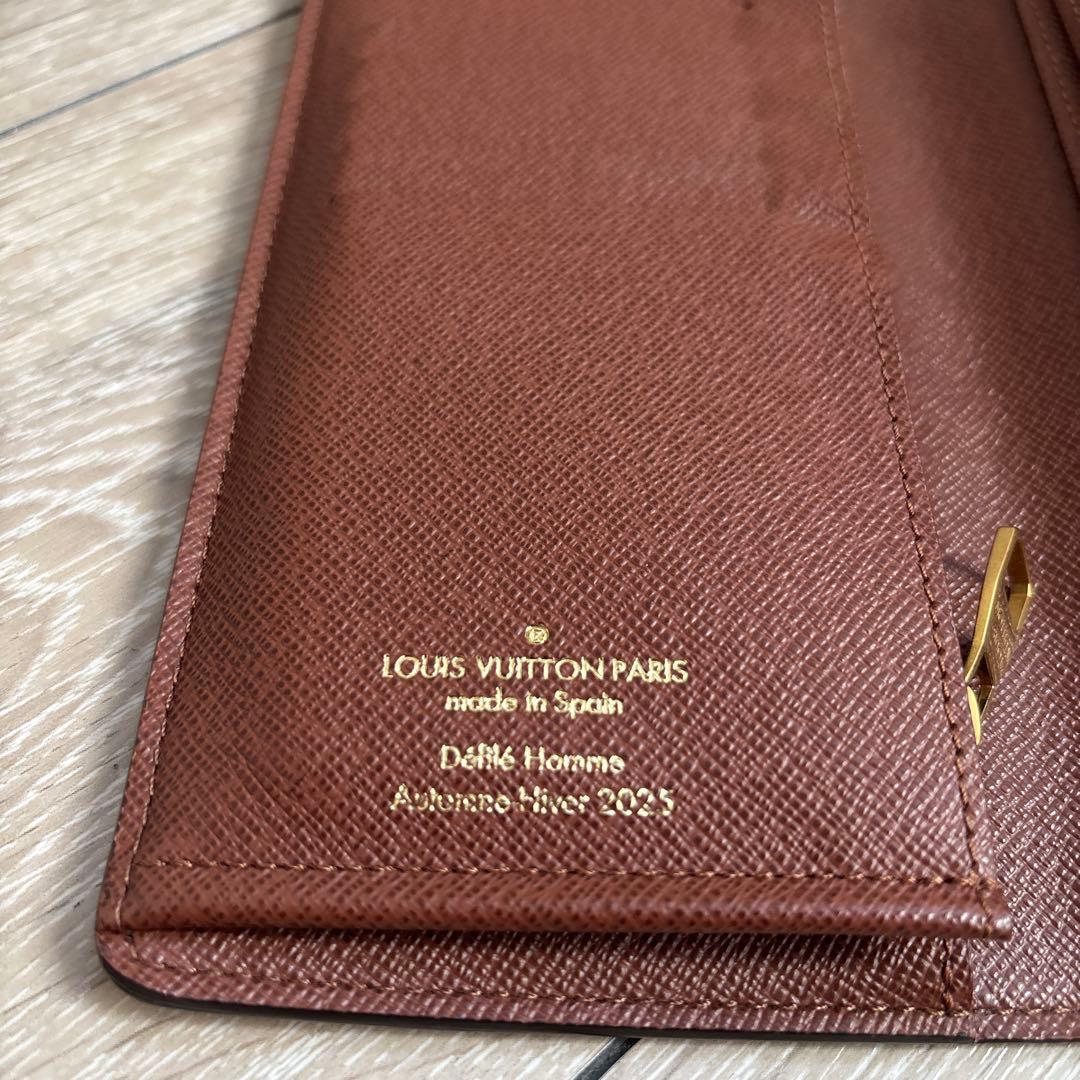 LOUIS VUITTON PARIS
made in Spain
Défilé Homme
Automne-Hiver 2025